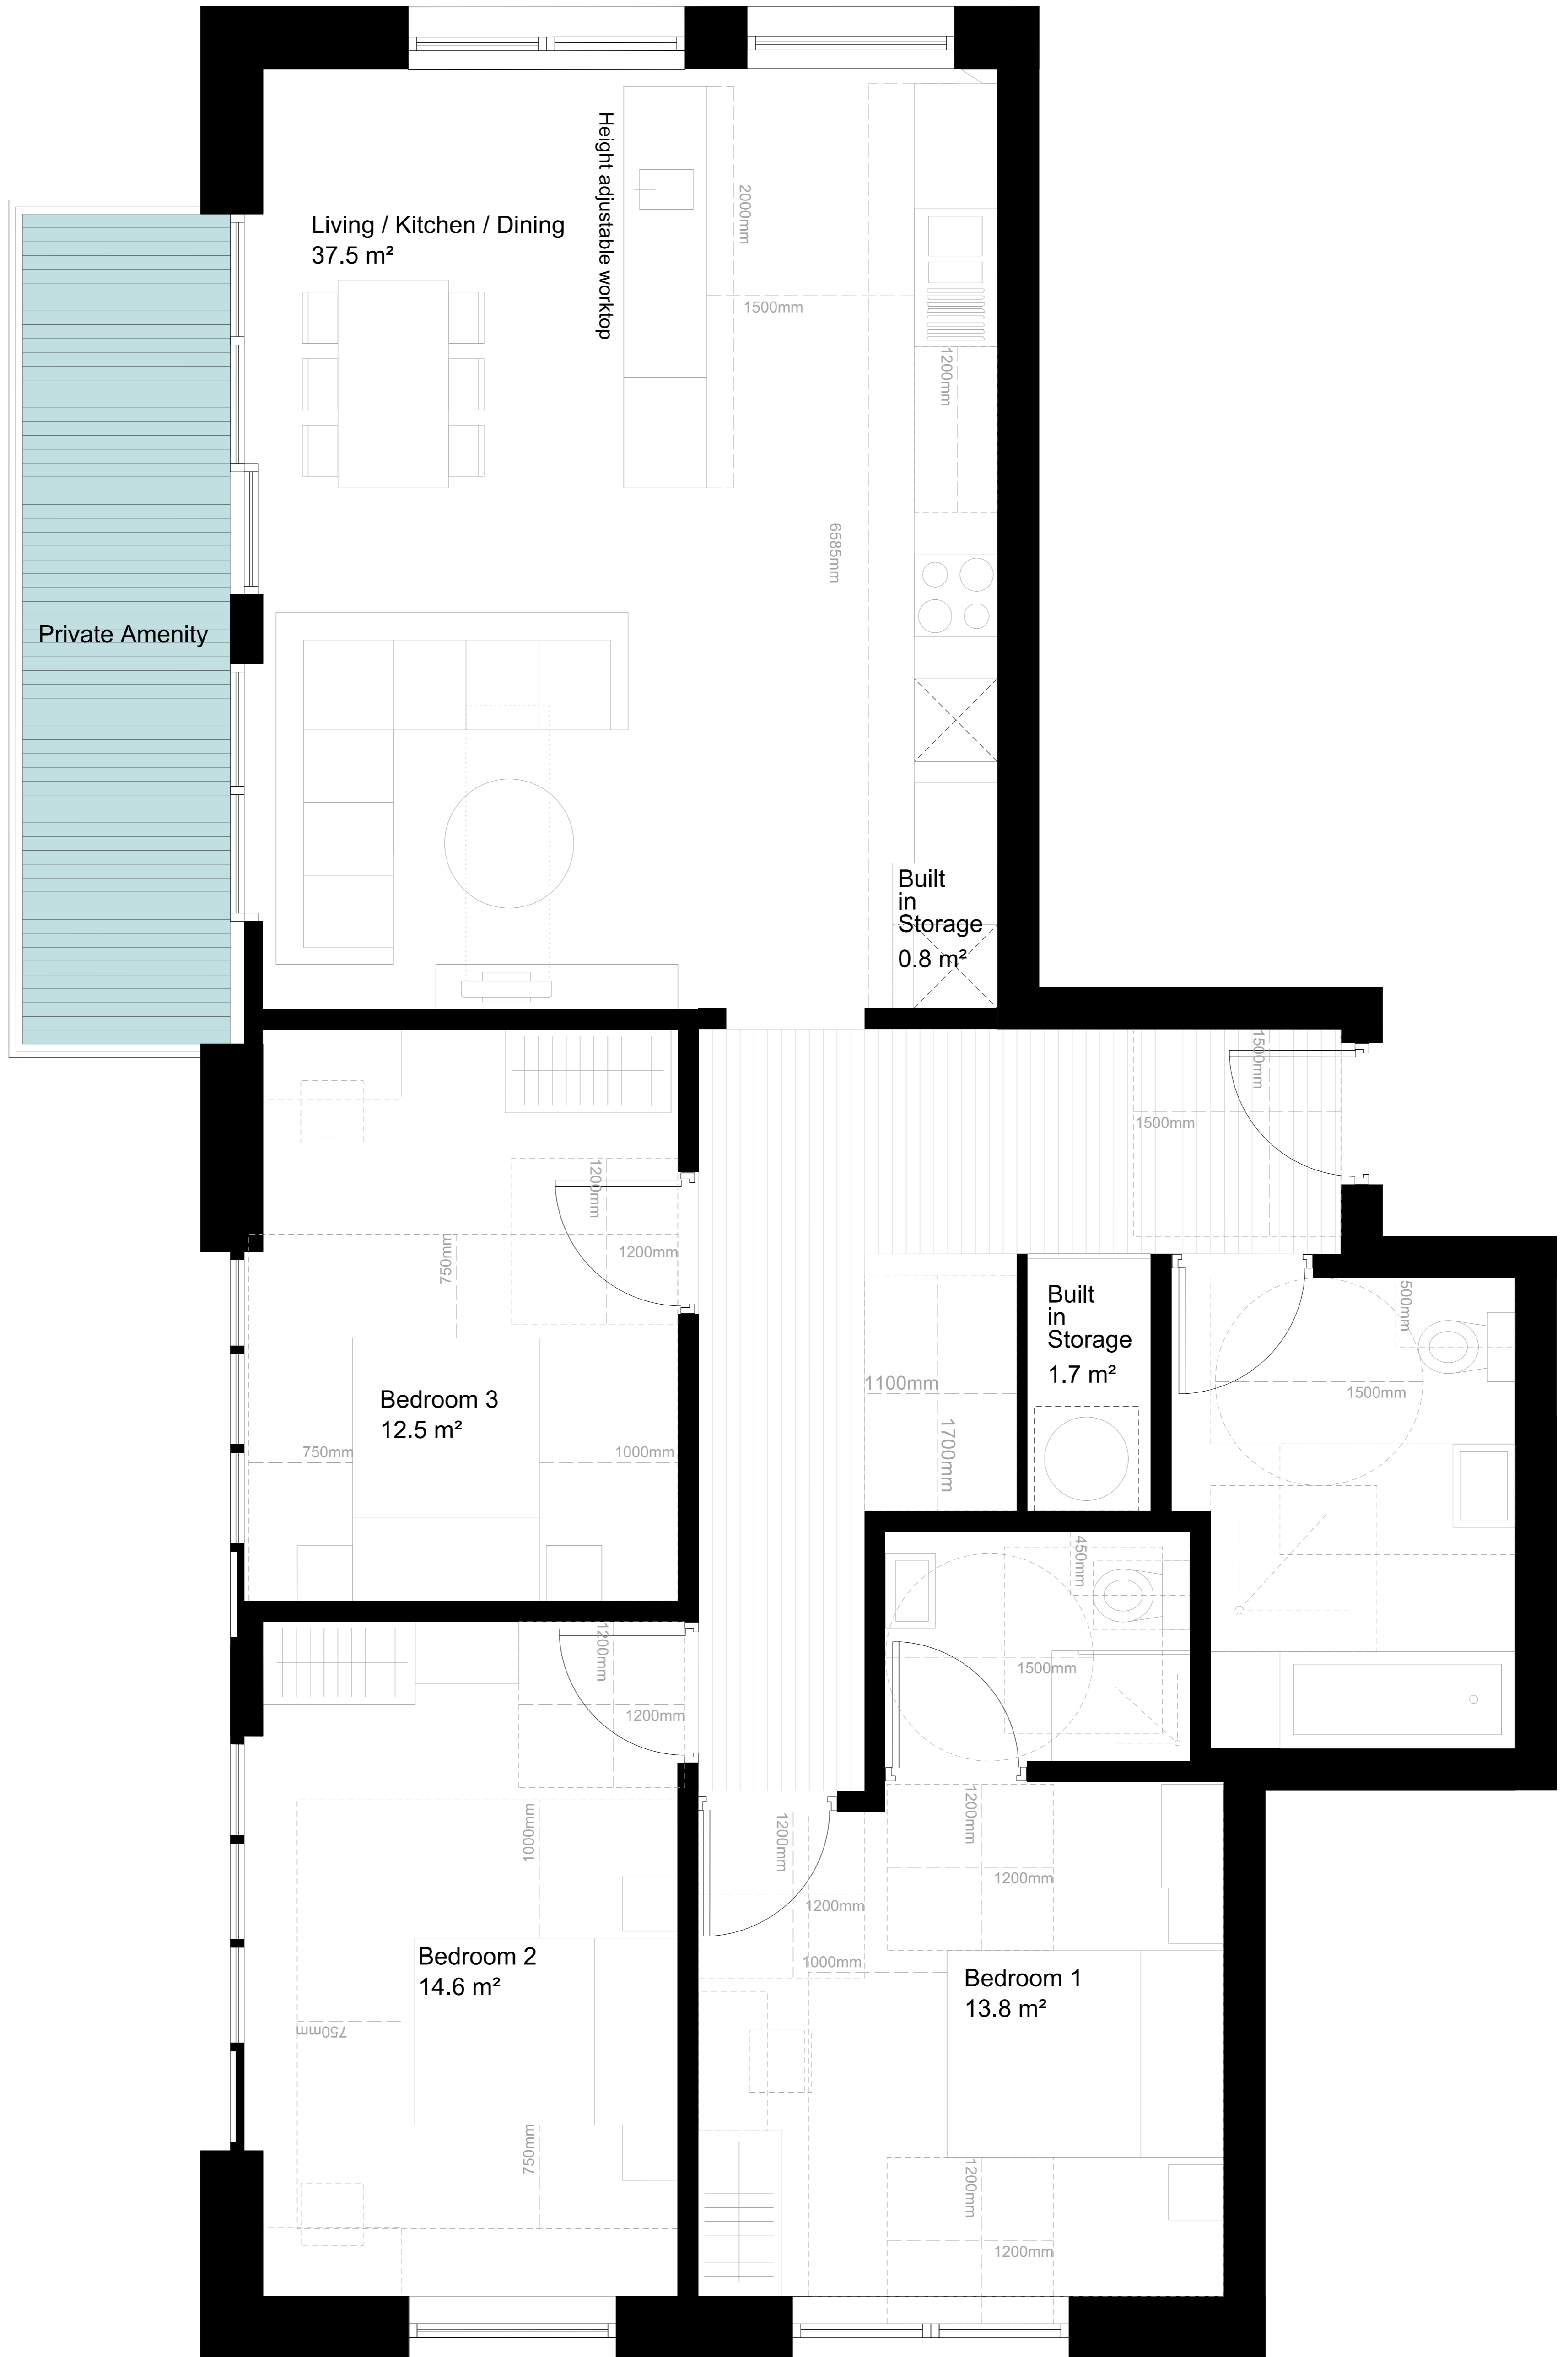 Living / Kitchen / Dining
37.5 m²
Height adjustable worktop
2000mm
1500mm
1200mm
6585mm
Private Amenity
Built
in
Storage
0.8 m²
1500mm
1500mm
1200mm
1200mm
750mm
Bedroom 3
12.5 m²
750mm
1000mm
1100mm
1700mm
Built
in
Storage
1.7 m²
500mm
1500mm
450mm
1500mm
1200mm
1200mm
1000mm
Bedroom 2
14.6 m²
750mm
750mm
1200mm
1200mm
1000mm
1200mm
1200mm
Bedroom 1
13.8 m²
1200mm
1200mm